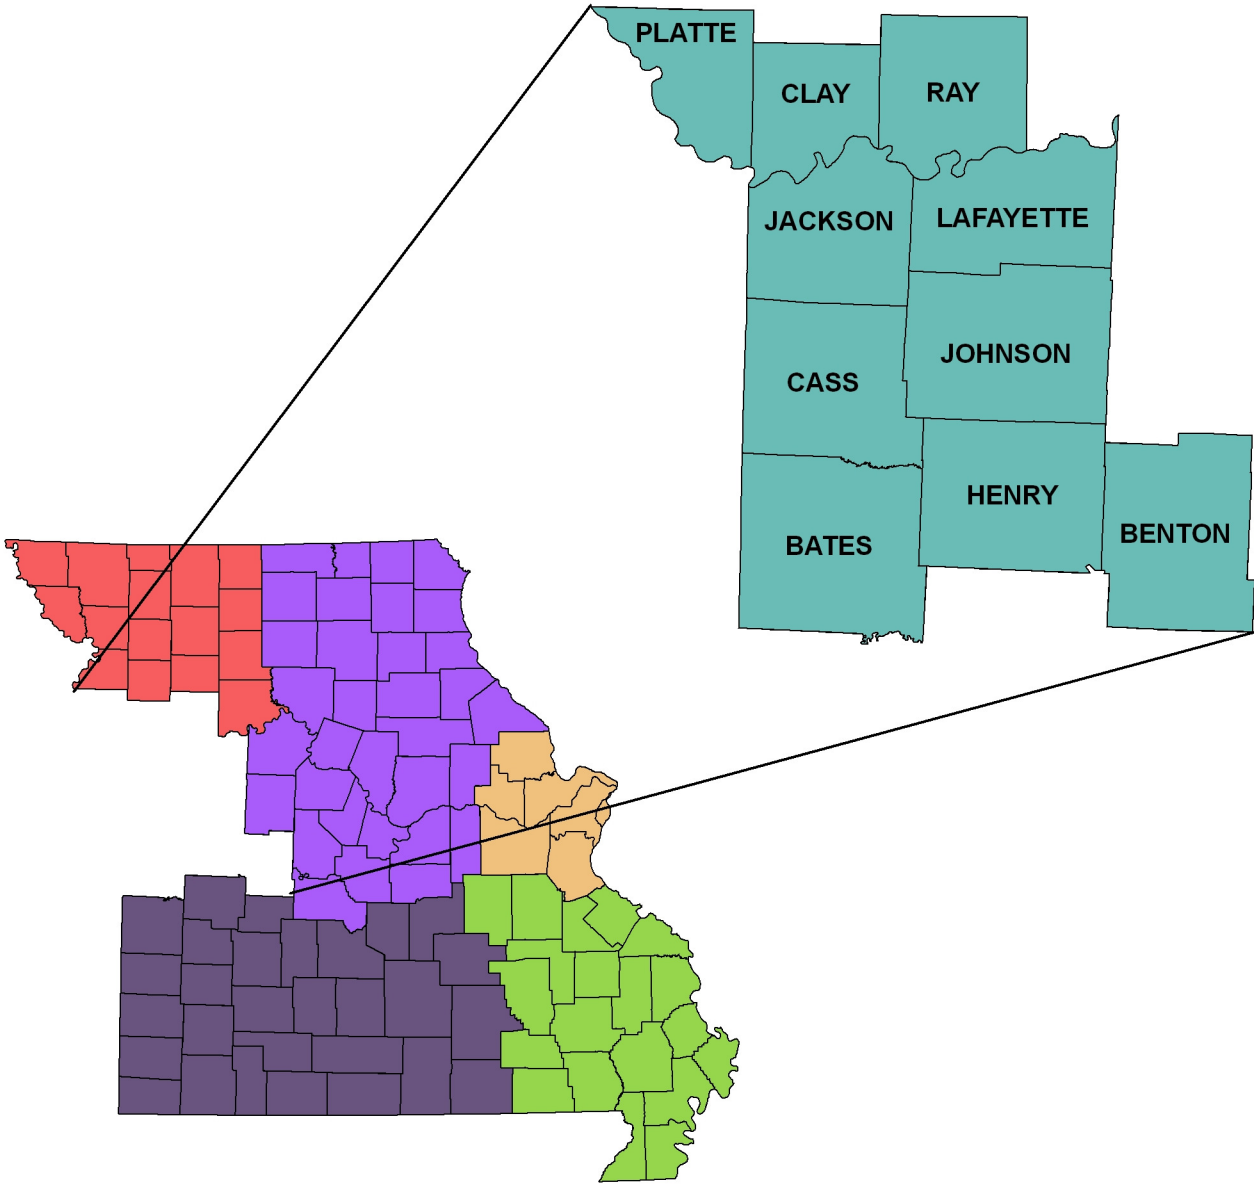 PLATTE
CLAY
RAY
JACKSON
LAFAYETTE
CASS
JOHNSON
BATES
HENRY
BENTON